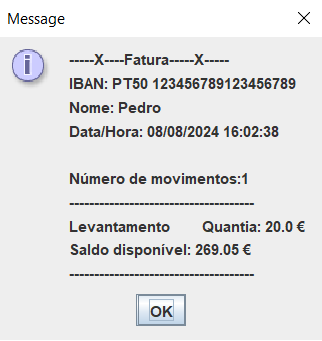 Message
-----X----Fatura-----X-----
IBAN: PT50 123456789123456789
Nome: Pedro
Data/Hora: 08/08/2024 16:02:38
Número de movimentos:1
-------------------------------------
Levantamento Quantia: 20.0 €
Saldo disponível: 269.05 €
-------------------------------------
OK